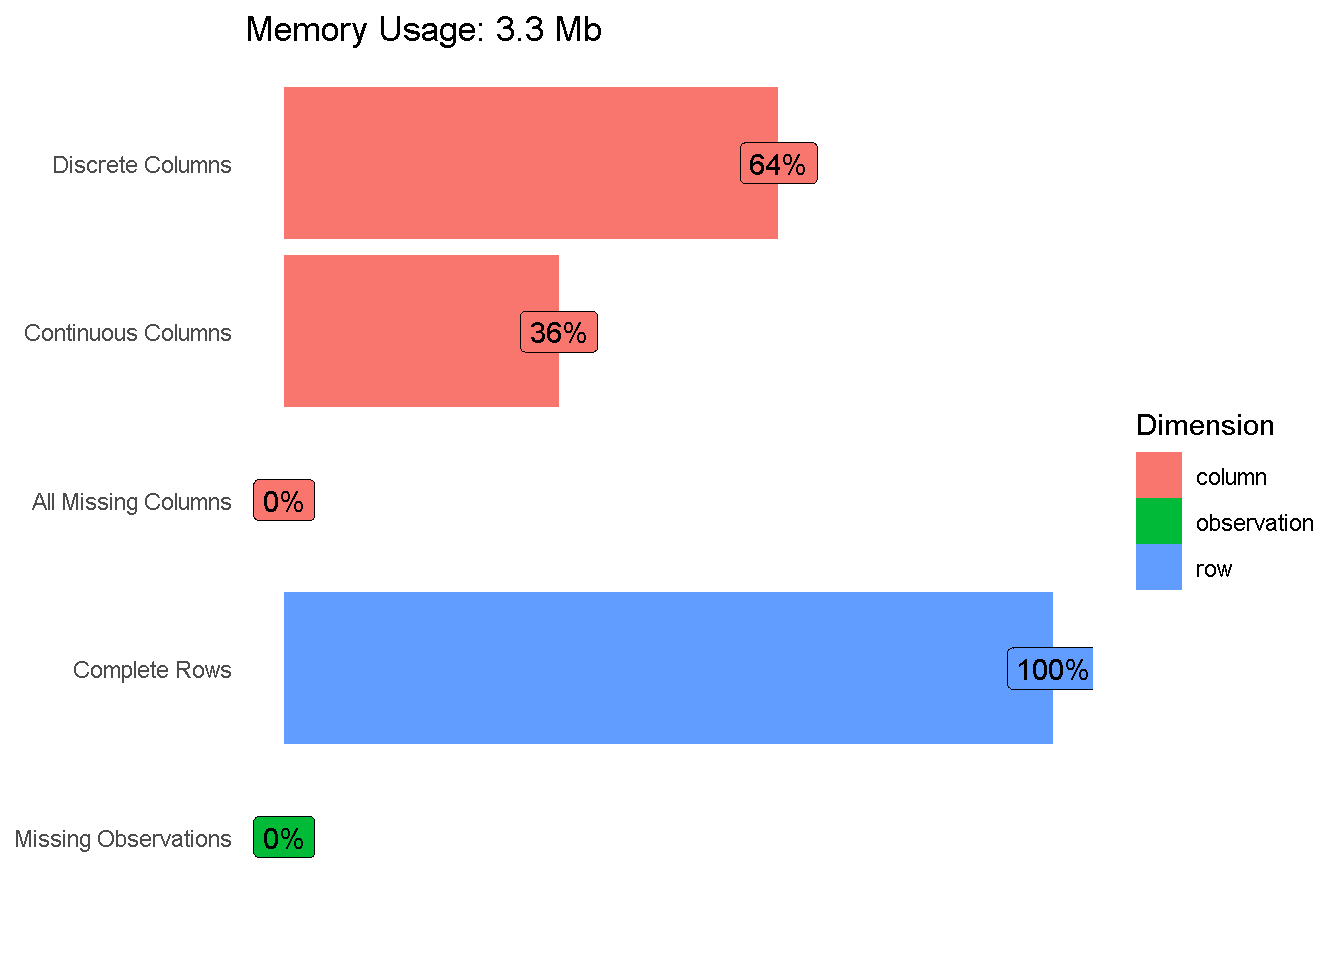 Memory Usage: 3.3 Mb
Discrete Columns
64%
Continuous Columns
36%
All Missing Columns
0%
Complete Rows
100%
Missing Observations
0%
Dimension
column
observation
row